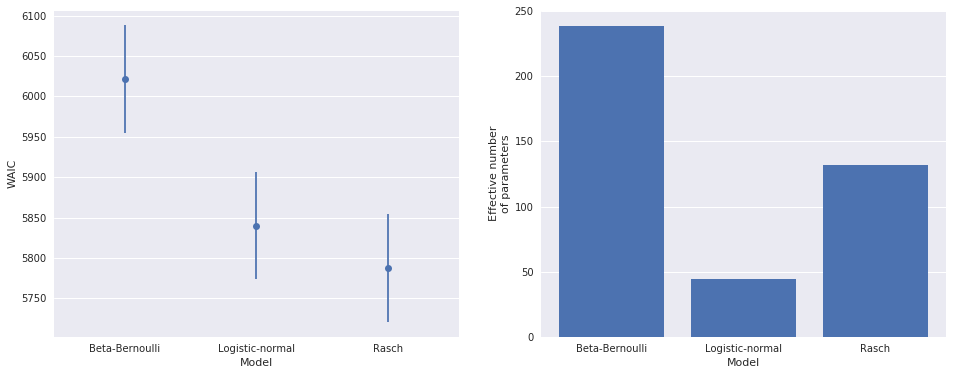 6100
6050
6000
5950
5900
5850
5800
5750
WAIC
Beta-Bernoulli
Logistic-normal
Rasch
Model
250
200
150
100
50
0
Effective number
of parameters
Beta-Bernoulli
Logistic-normal
Rasch
Model